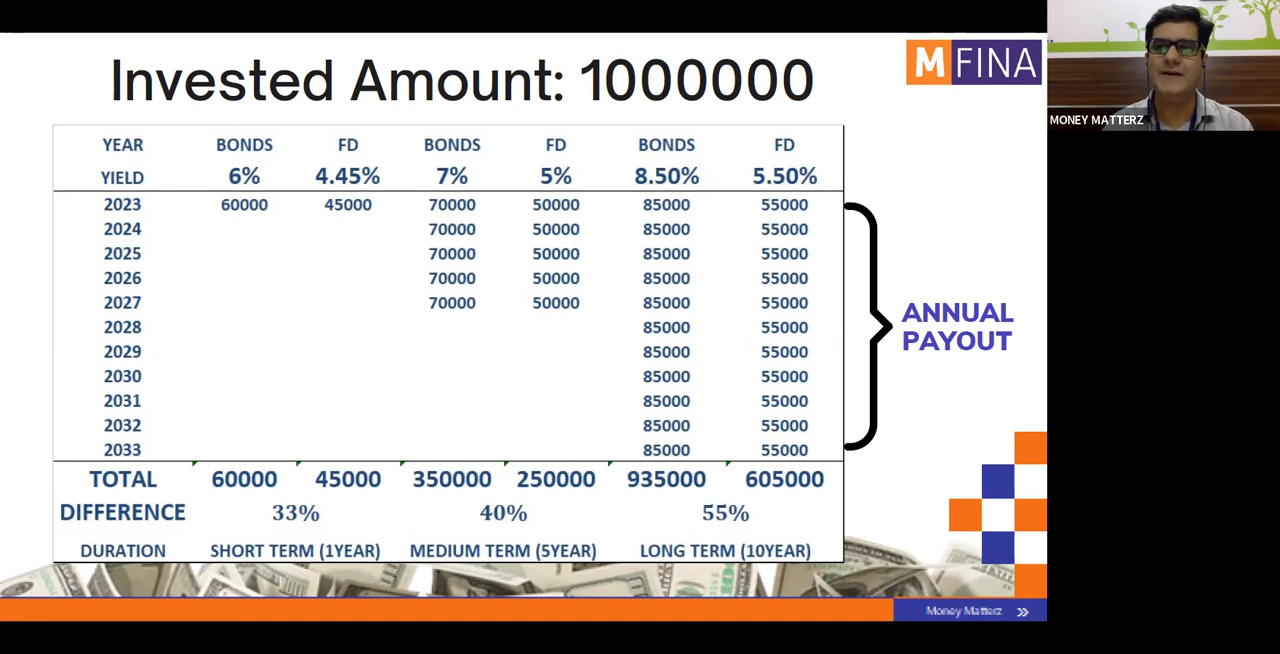 Invested Amount: 1000000
MFINA
MONEY MATTERZ
YEAR BONDS FD BONDS FD BONDS FD
YIELD 6% 4.45% 7% 5% 8.50% 5.50%
2023 60000 45000 70000 50000 85000 55000
2024 70000 50000 85000 55000
2025 70000 50000 85000 55000
2026 70000 50000 85000 55000
2027 70000 50000 85000 55000
2028 85000 55000
2029 85000 55000
2030 85000 55000
2031 85000 55000
2032 85000 55000
2033 85000 55000
ANNUAL
PAYOUT
TOTAL 60000 45000 350000 250000 935000 605000
DIFFERENCE 33% 40% 55%
DURATION SHORT TERM (1YEAR) MEDIUM TERM (5YEAR) LONG TERM (10YEAR)
Money Matterz